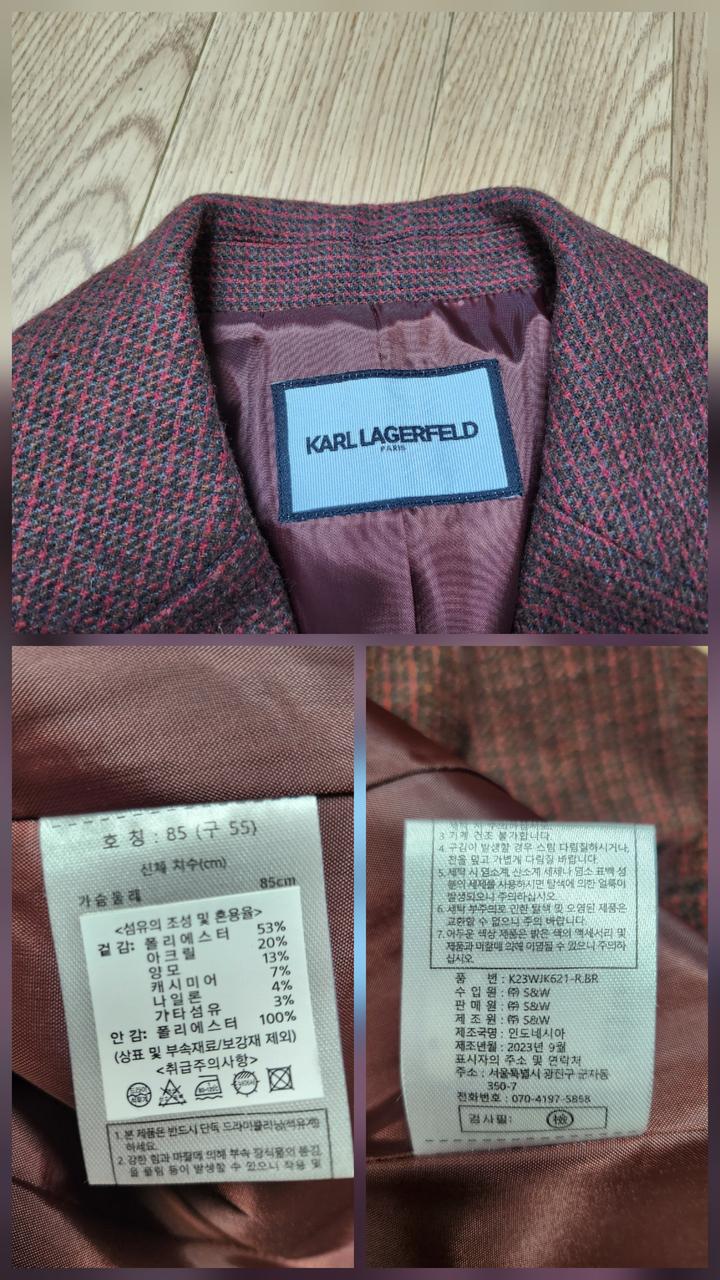 KARL LAGERFELD
PARIS
호 칭 : 85 (구 55)
신체 치수(cm)
가슴둘레 85cm
<섬유의 조성 및 혼용율>
겉감: 폴리에스터 53%
아크릴 20%
양모 13%
캐시미어 7%
나일론 4%
기타섬유 3%
안감: 폴리에스터 100%
(상표 및 부속재료/보강재 제외)
<취급주의사항>
1. 본 제품은 반드시 단독 드라이클리닝(석유계)
하세요.
2. 강한 힘과 마찰에 의해 부속 장식물의 뜯김
을 뜰림 등이 발생할 수 있으니 착용 및
3. 기계 건조 불가합니다.
4. 구김이 발생할 경우 스팀 다림질하시거나,
천을 덮고 가볍게 다림질 바랍니다.
5. 세탁 시 염소계, 산소계 세제나 염소 표백 성
분의 세제를 사용하시면 탈색에 의한 얼룩이
발생되오니 주의하십시오.
6. 세탁 부주의로 인한 탈색 및 오염된 제품은
교환할 수 없으니 주의 바랍니다.
7. 어두운 색상 제품은 밝은 색의 액세서리 및
제품과 마찰에 의해 이염될 수 있으니 주의하
십시오.
품 번 : K23WJK621-R.BR
수 입 원 : ㈜ S&W
판 매 원 : ㈜ S&W
제 조 원 : ㈜ S&W
제조국명 : 인도네시아
제조년월 : 2023년 9월
표시자의 주소 및 연락처
주소 : 서울특별시 광진구 군자동
350-7
전화번호 : 070-4197-5858
검사필: 檢